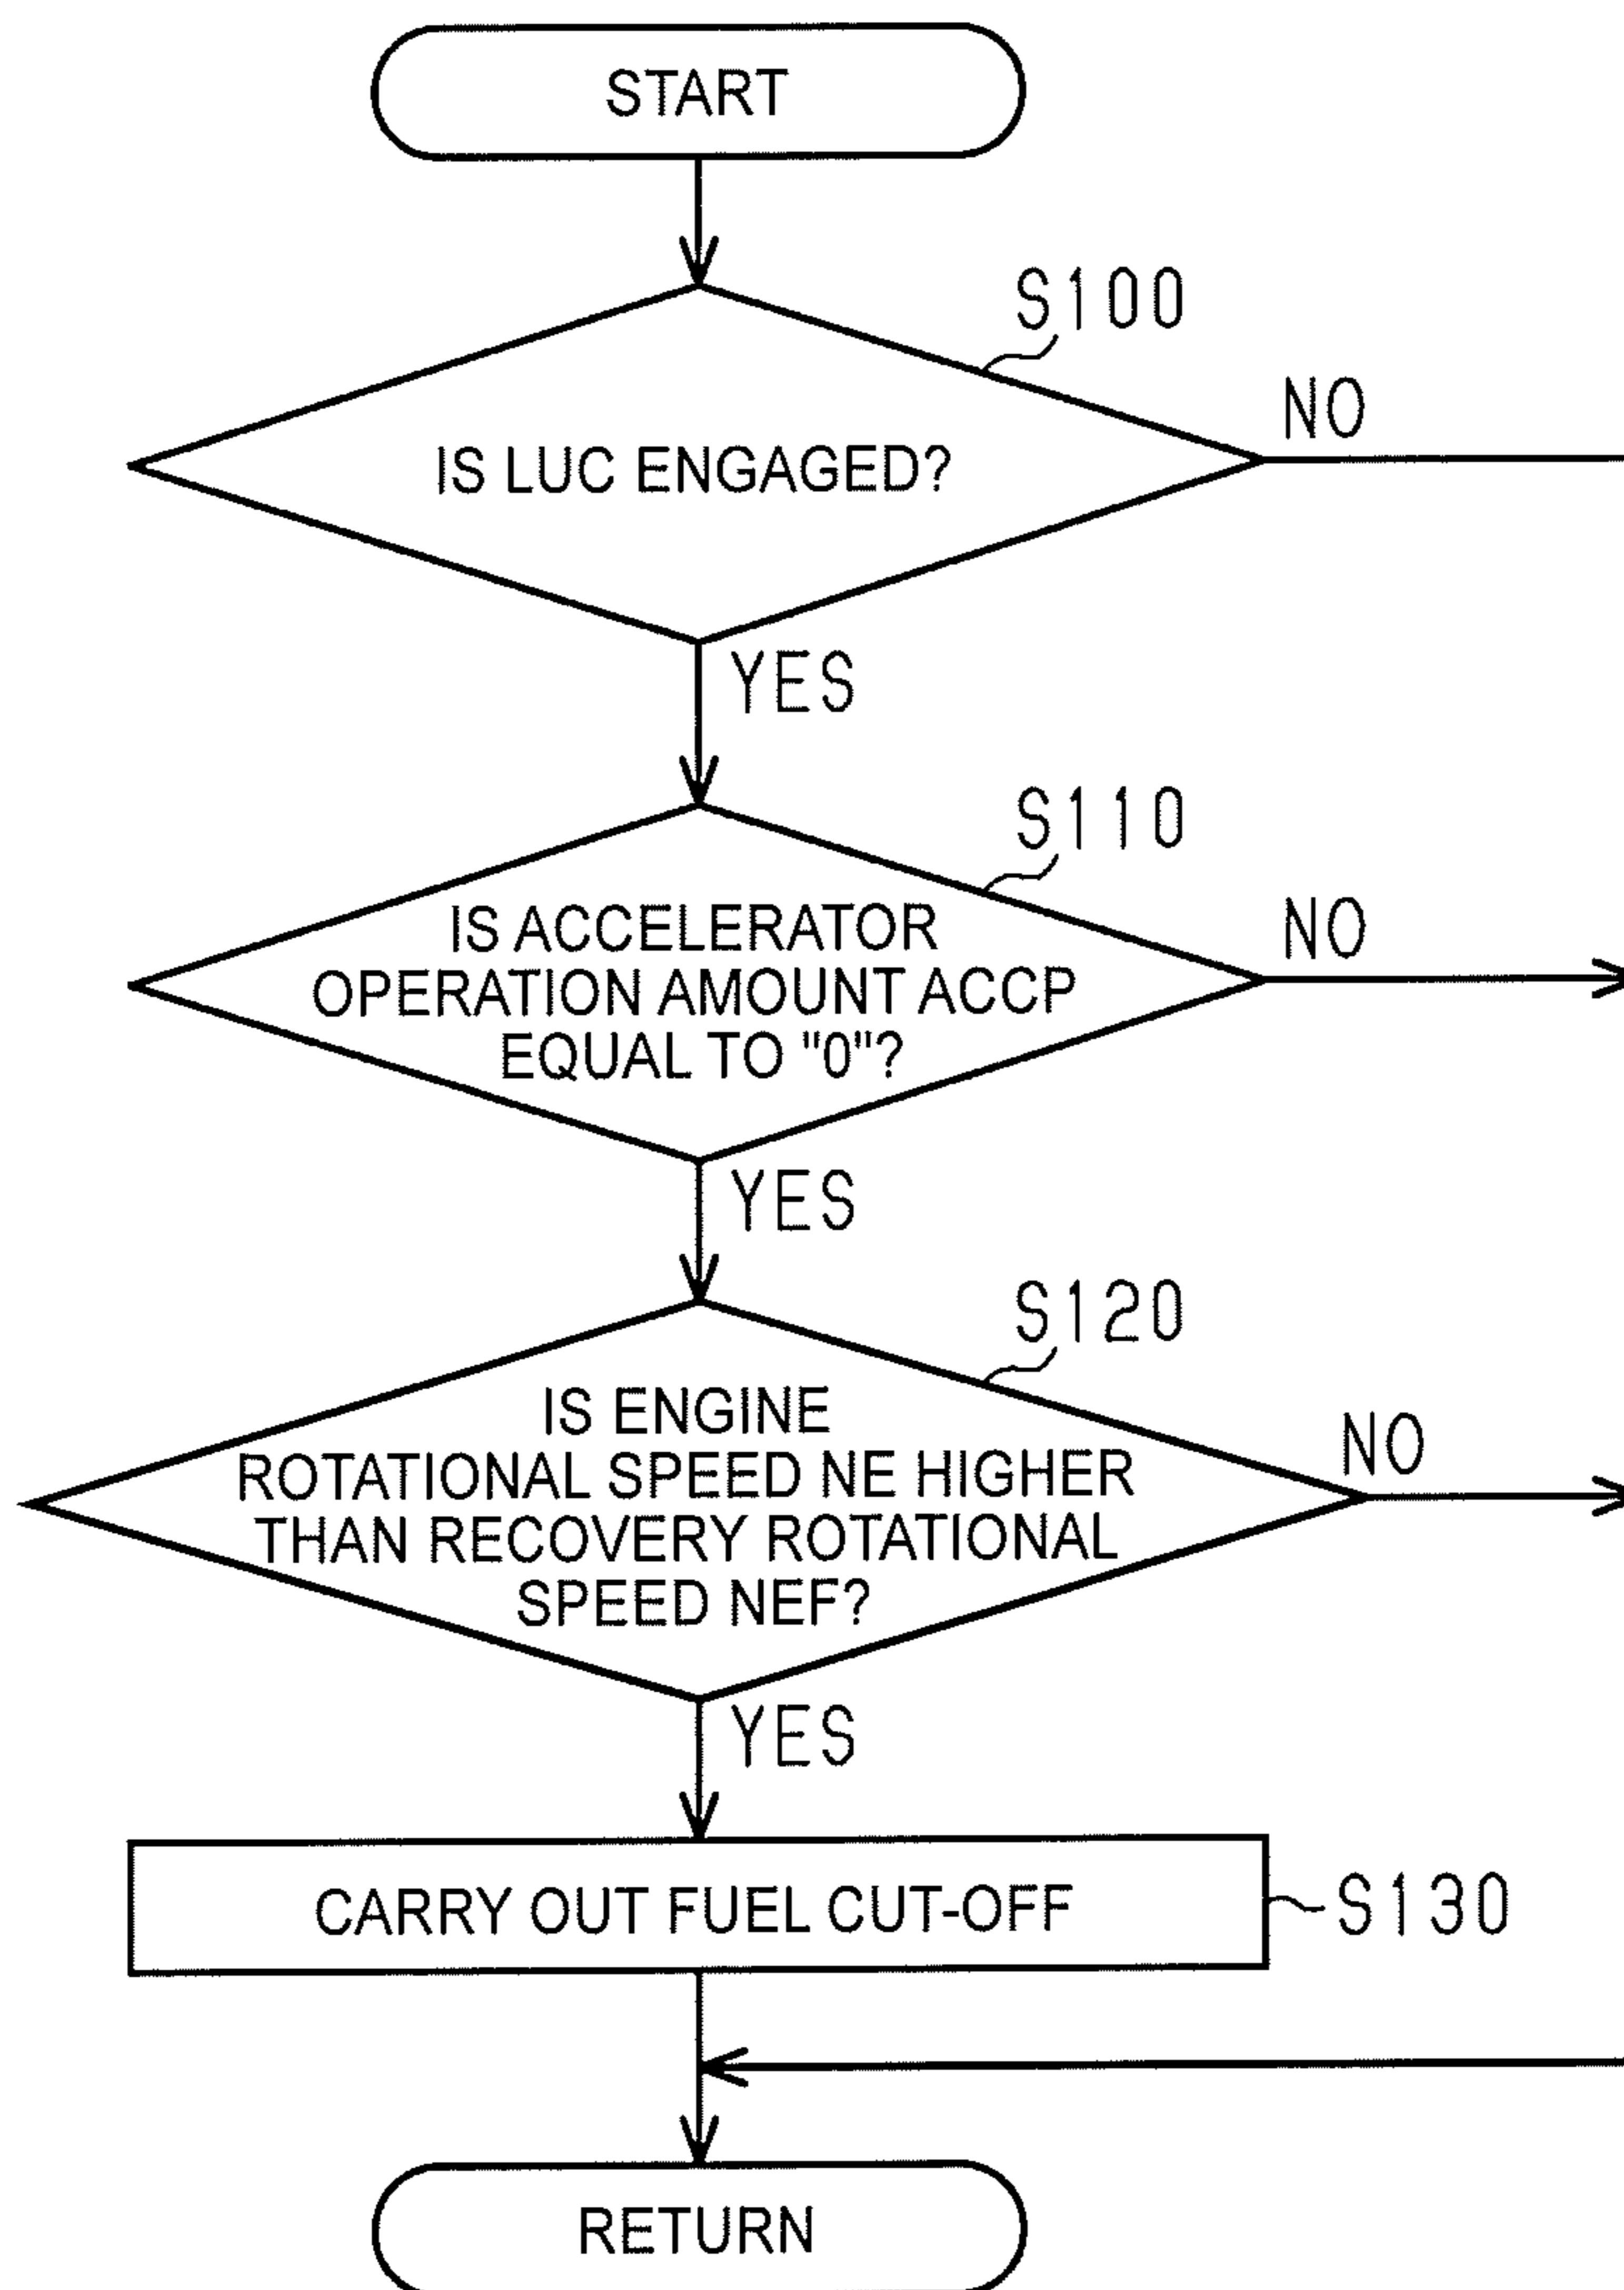 START
S100
NO
IS LUC ENGAGED?
YES
S110
NO
IS ACCELERATOR
OPERATION AMOUNT ACCP
EQUAL TO "0"?
YES
S120
NO
IS ENGINE
ROTATIONAL SPEED NE HIGHER
THAN RECOVERY ROTATIONAL
SPEED NEF?
YES
CARRY OUT FUEL CUT-OFF
S130
RETURN